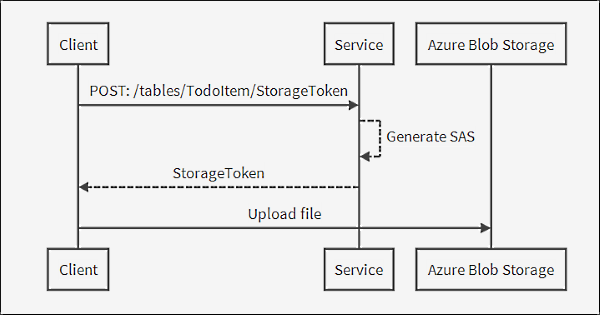 Client
Service
Azure Blob Storage
POST: /tables/TodoItem/StorageToken
Generate SAS
StorageToken
Upload file
Client
Service
Azure Blob Storage